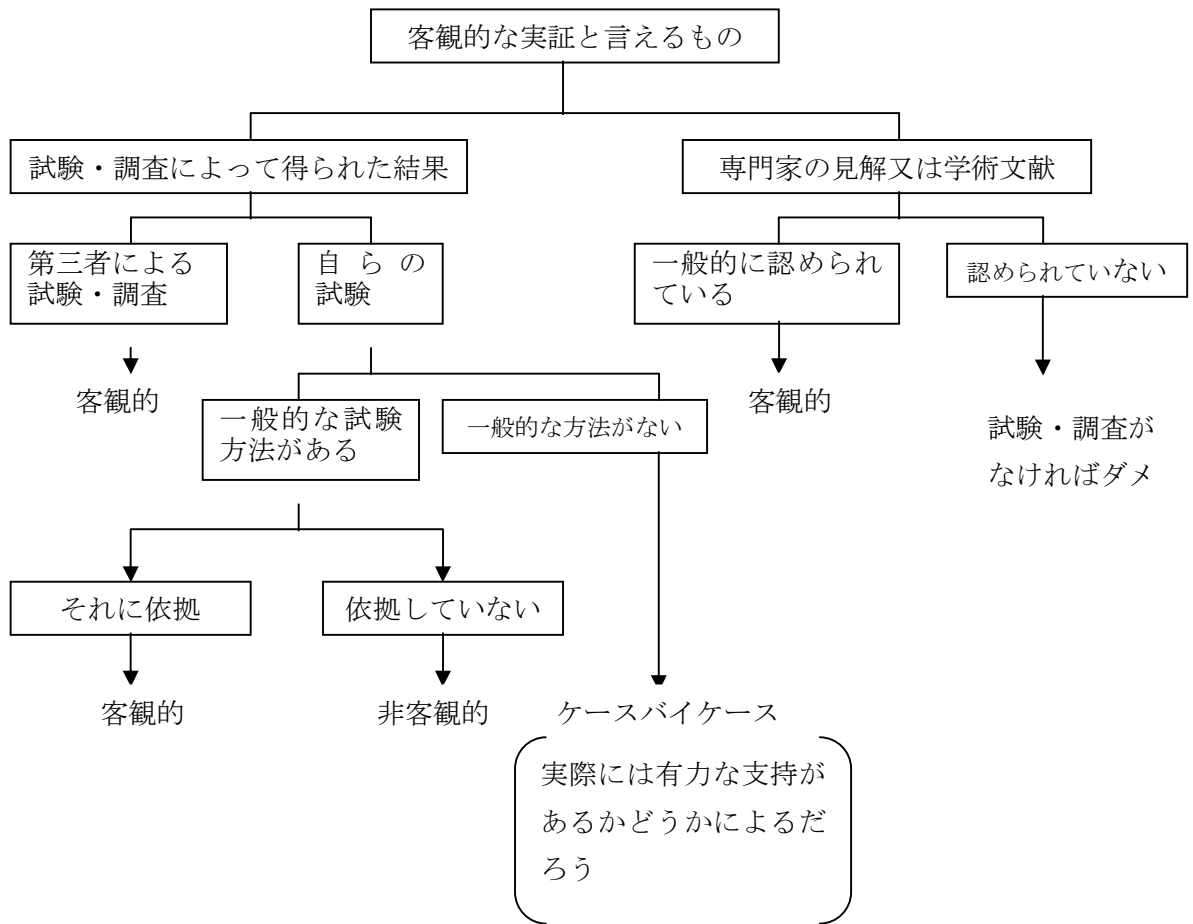 客観的な実証と言えるもの
試験・調査によって得られた結果
専門家の見解又は学術文献
第三者による
試験・調査
自らの
試験
一般的に認められ
ている
認められていない
客観的
客観的
一般的な試験
方法がある
一般的な方法がない
試験・調査が
なければダメ
それに依拠
依拠していない
客観的
非客観的
ケースバイケース
実際には有力な支持が
あるかどうかによるだ
ろう